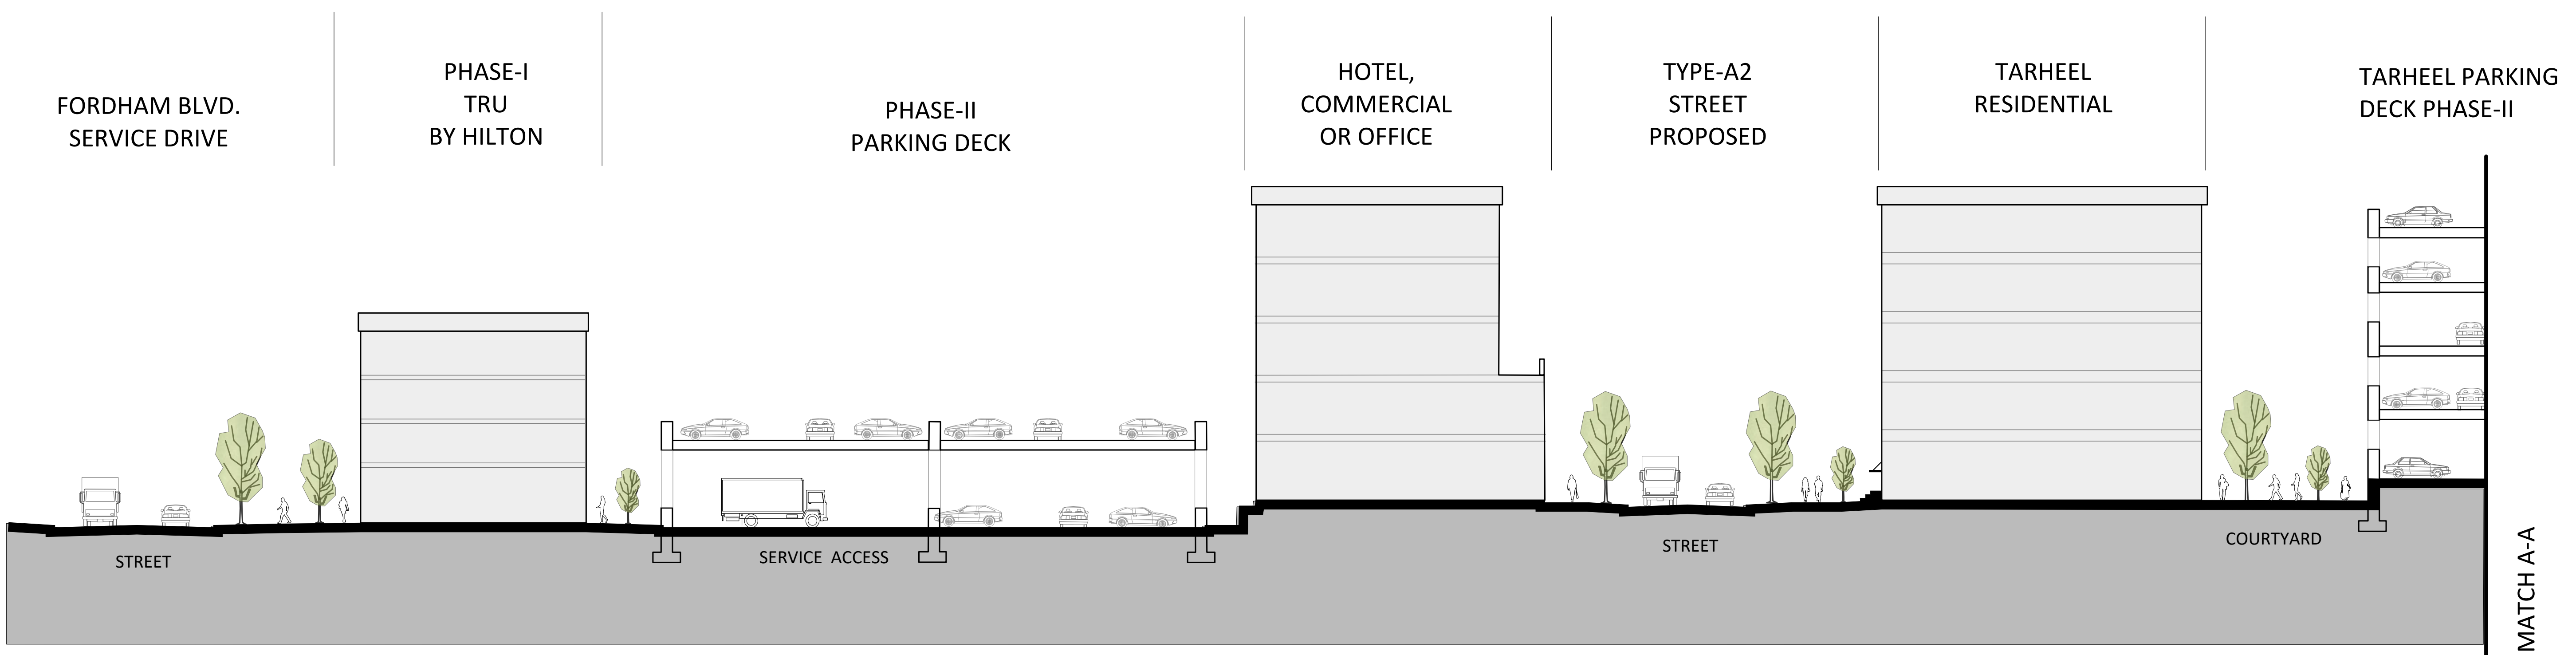 FORDHAM BLVD.
SERVICE DRIVE
PHASE-I
TRU
BY HILTON
PHASE-II
PARKING DECK
HOTEL,
COMMERCIAL
OR OFFICE
TYPE-A2
STREET
PROPOSED
TARHEEL
RESIDENTIAL
TARHEEL PARKING
DECK PHASE-II
STREET
SERVICE ACCESS
STREET
COURTYARD
MATCH A-A